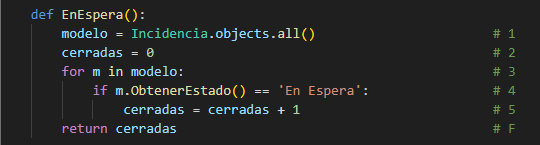 def EnEspera():
    modelo = Incidencia.objects.all() # 1
    cerradas = 0 # 2
    for m in modelo: # 3
        if m.ObtenerEstado() == 'En Espera': # 4
            cerradas = cerradas + 1 # 5
    return cerradas # F